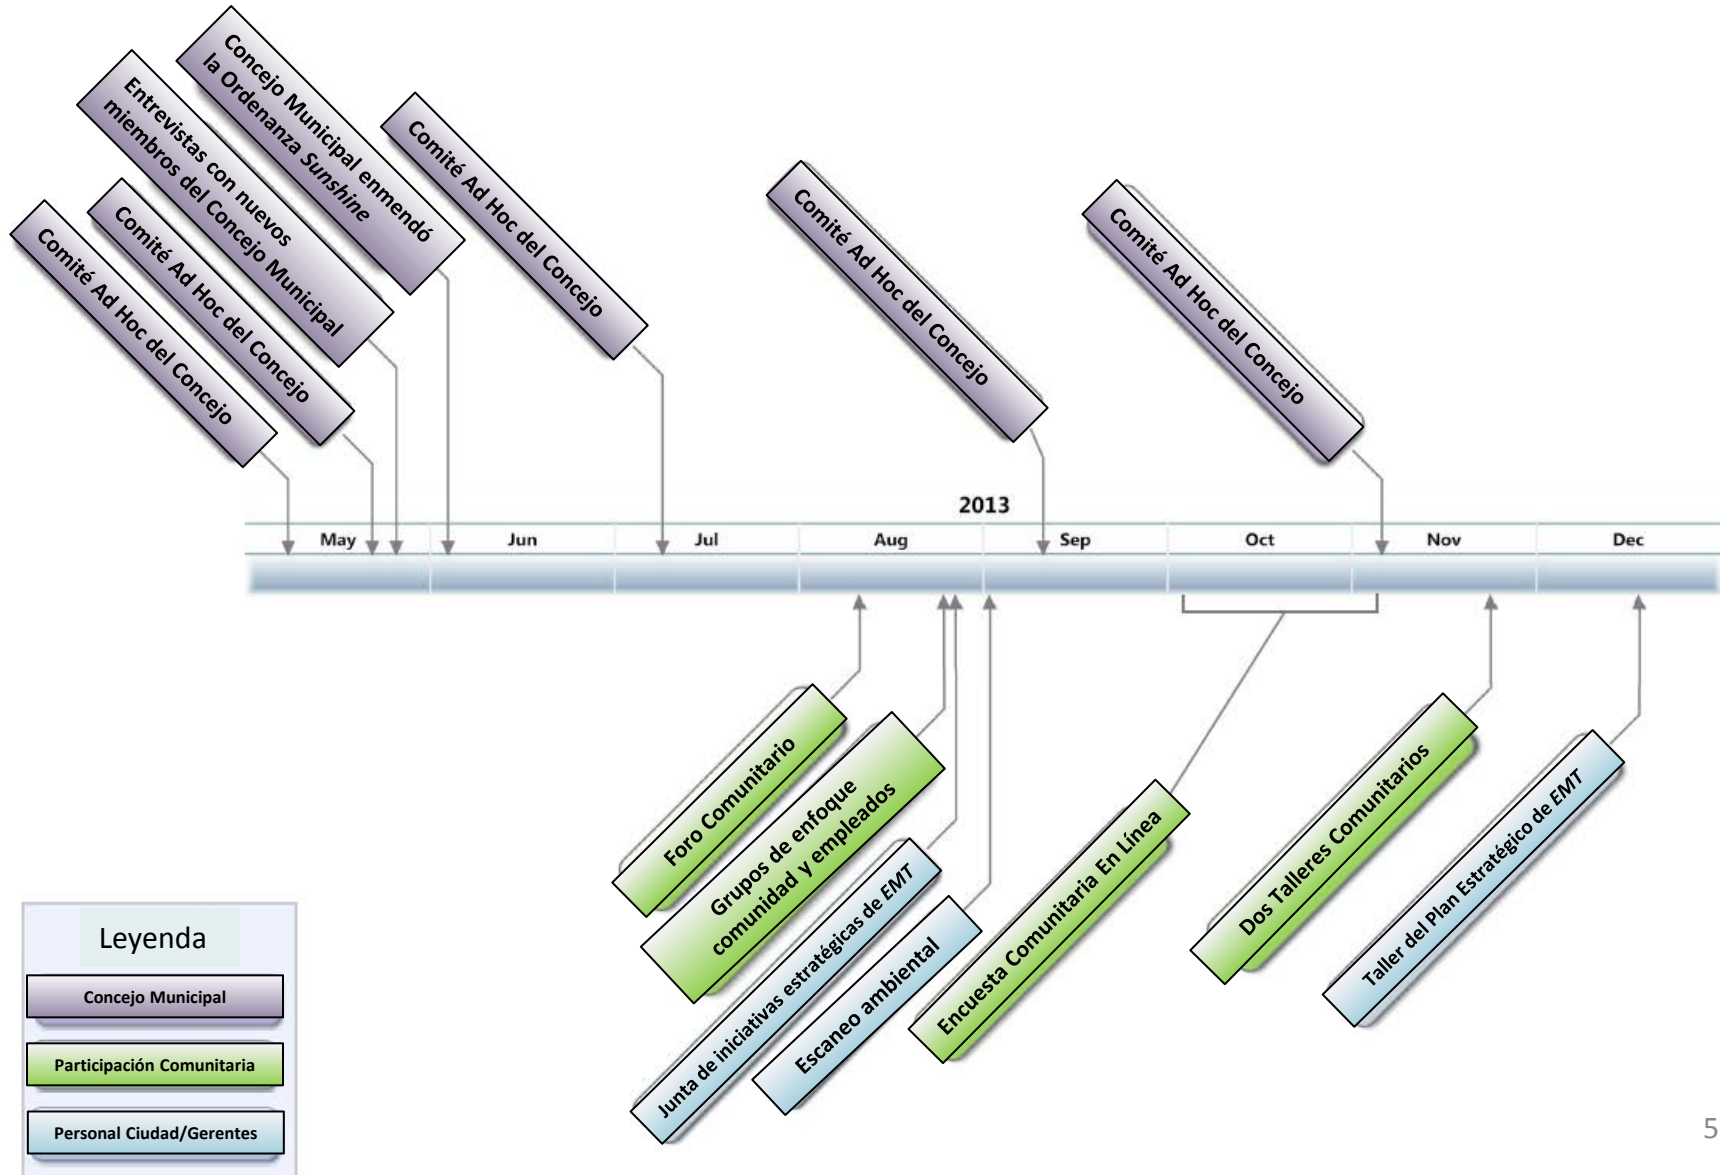 Concejo Municipal enmendó
la Ordenanza Sunshine
Entrevistas con nuevos
miembros del Concejo Municipal
Comité Ad Hoc del Concejo
Comité Ad Hoc del Concejo
Comité Ad Hoc del Concejo
Comité Ad Hoc del Concejo
Comité Ad Hoc del Concejo
2013
May
Jun
Jul
Aug
Sep
Oct
Nov
Dec
Foro Comunitario
Grupos de enfoque
comunidad y empleados
Junta de iniciativas estratégicas de EMT
Escaneo ambiental
Encuesta Comunitaria En Línea
Dos Talleres Comunitarios
Taller del Plan Estratégico de EMT
Leyenda
Concejo Municipal
Participación Comunitaria
Personal Ciudad/Gerentes
5